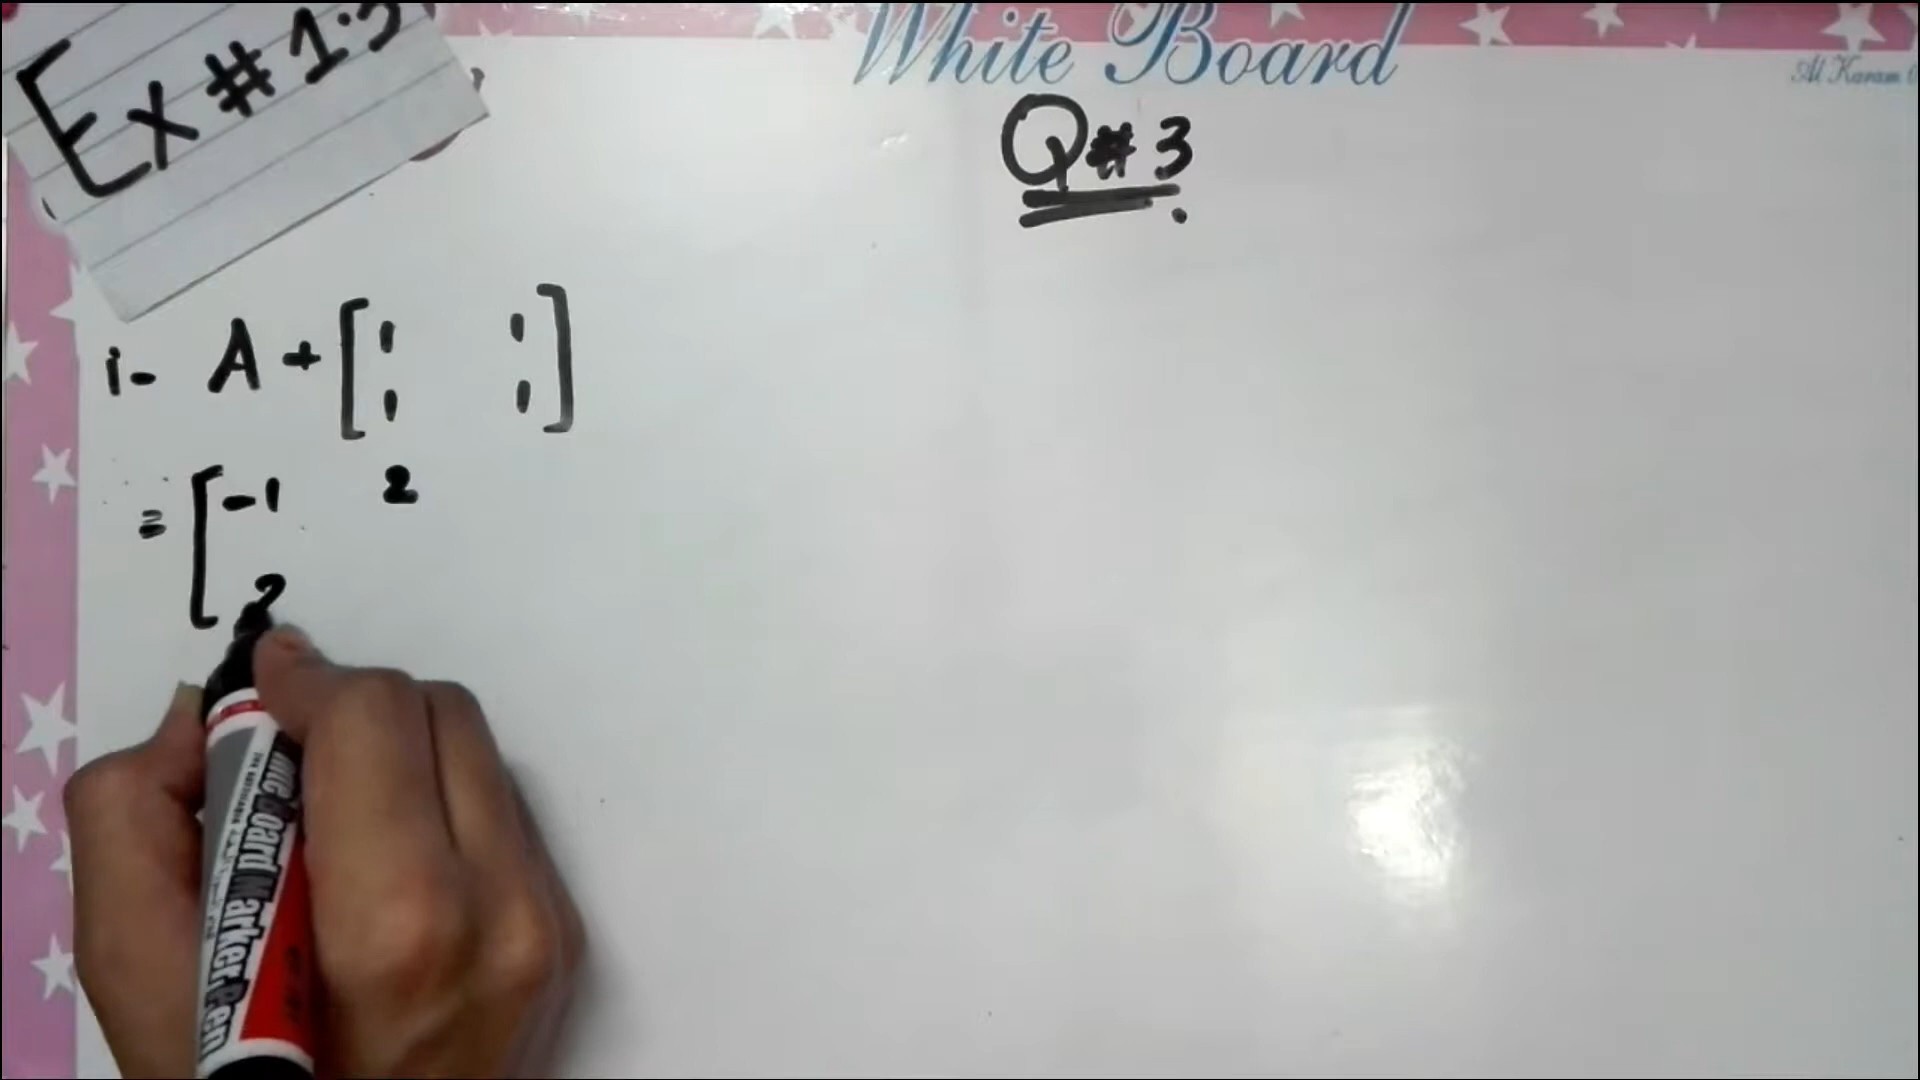 White Board
Al Karam
Ex # 1.3
Q # 3.
i- A + [ 1 1
1 1 ]
= [ -1 2
2
White Board Marker Pen